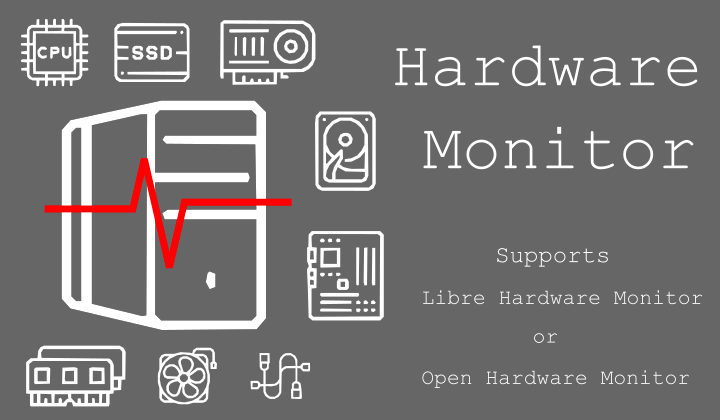 CPU
SSD
Hardware
Monitor
Supports
Libre Hardware Monitor
or
Open Hardware Monitor